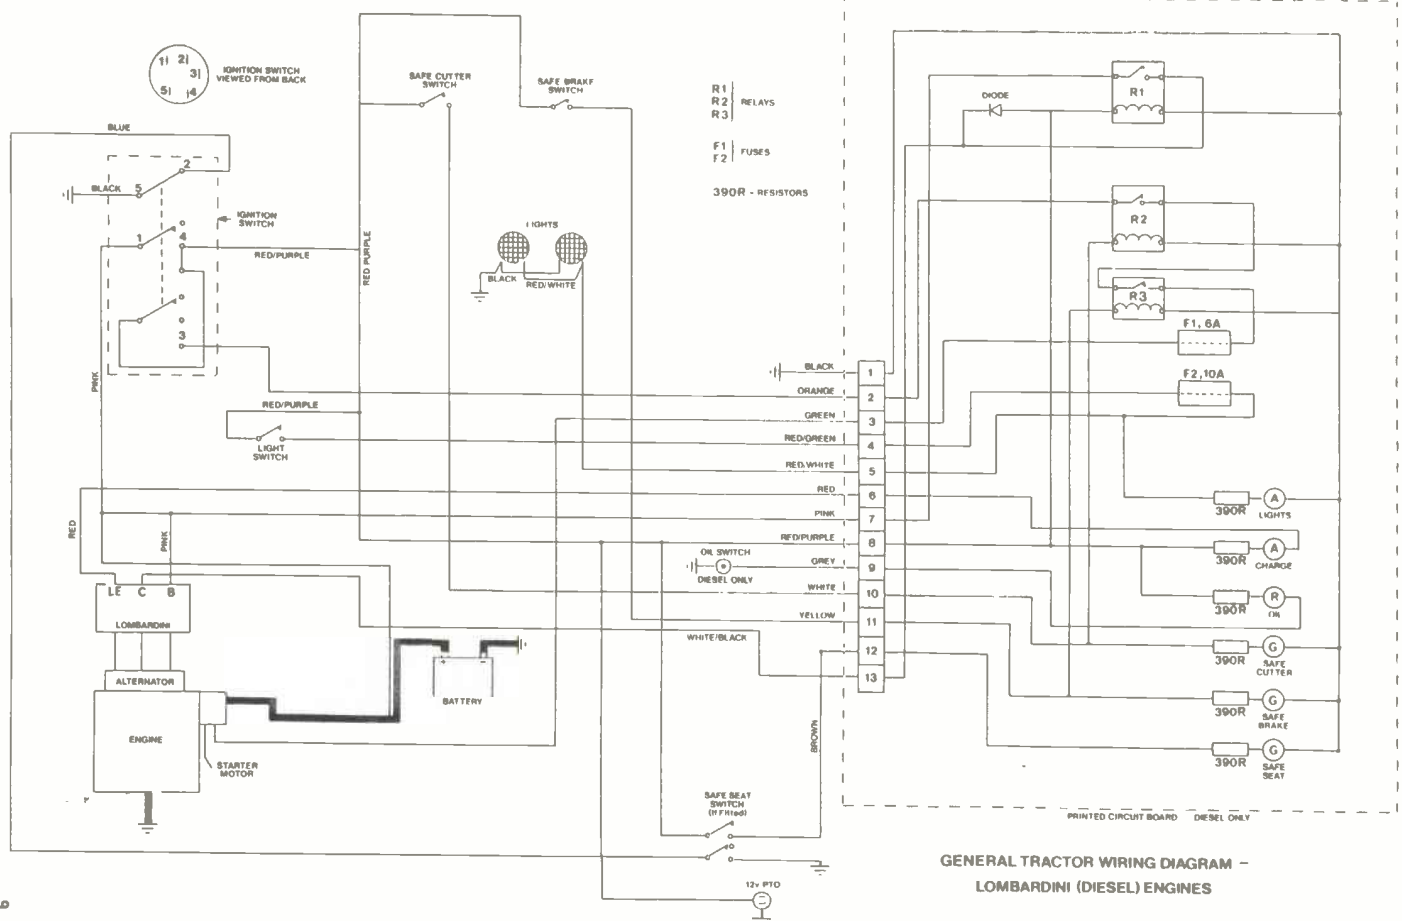 1 2
3
5 4
IGNITION SWITCH
VIEWED FROM BACK
SAFE CUTTER
SWITCH
SAFE BRAKE
SWITCH
R1
R2 RELAYS
R3
F1
F2 FUSES
390R - RESISTORS
DIODE
R1
BLUE
2
BLACK 5
IGNITION
SWITCH
1 4
RED/PURPLE
RED PURPLE
3
PINK
LIGHTS
BLACK
RED/WHITE
R2
R3
F1, 6A
F2,10A
RED/PURPLE
LIGHT
SWITCH
BLACK 1
ORANGE 2
GREEN 3
RED/GREEN 4
RED.WHITE 5
RED 6
PINK 7
RED/PURPLE 8
GREY 9
WHITE 10
YELLOW 11
WHITE/BLACK 12
13
OIL SWITCH
DIESEL ONLY
RED
PINK
LE C B
LOMBARDINI
ALTERNATOR
ENGINE
STARTER
MOTOR
+ -
BATTERY
BROWN
390R A
LIGHTS
390R A
CHARGE
390R R
390R G
SAFE
CUTTER
390R G
SAFE
BRAKE
390R G
SAFE
SEAT
SAFE SEAT
SWITCH
(If Fitted)
12v PTO
PRINTED CIRCUIT BOARD DIESEL ONLY
GENERAL TRACTOR WIRING DIAGRAM –
LOMBARDINI (DIESEL) ENGINES